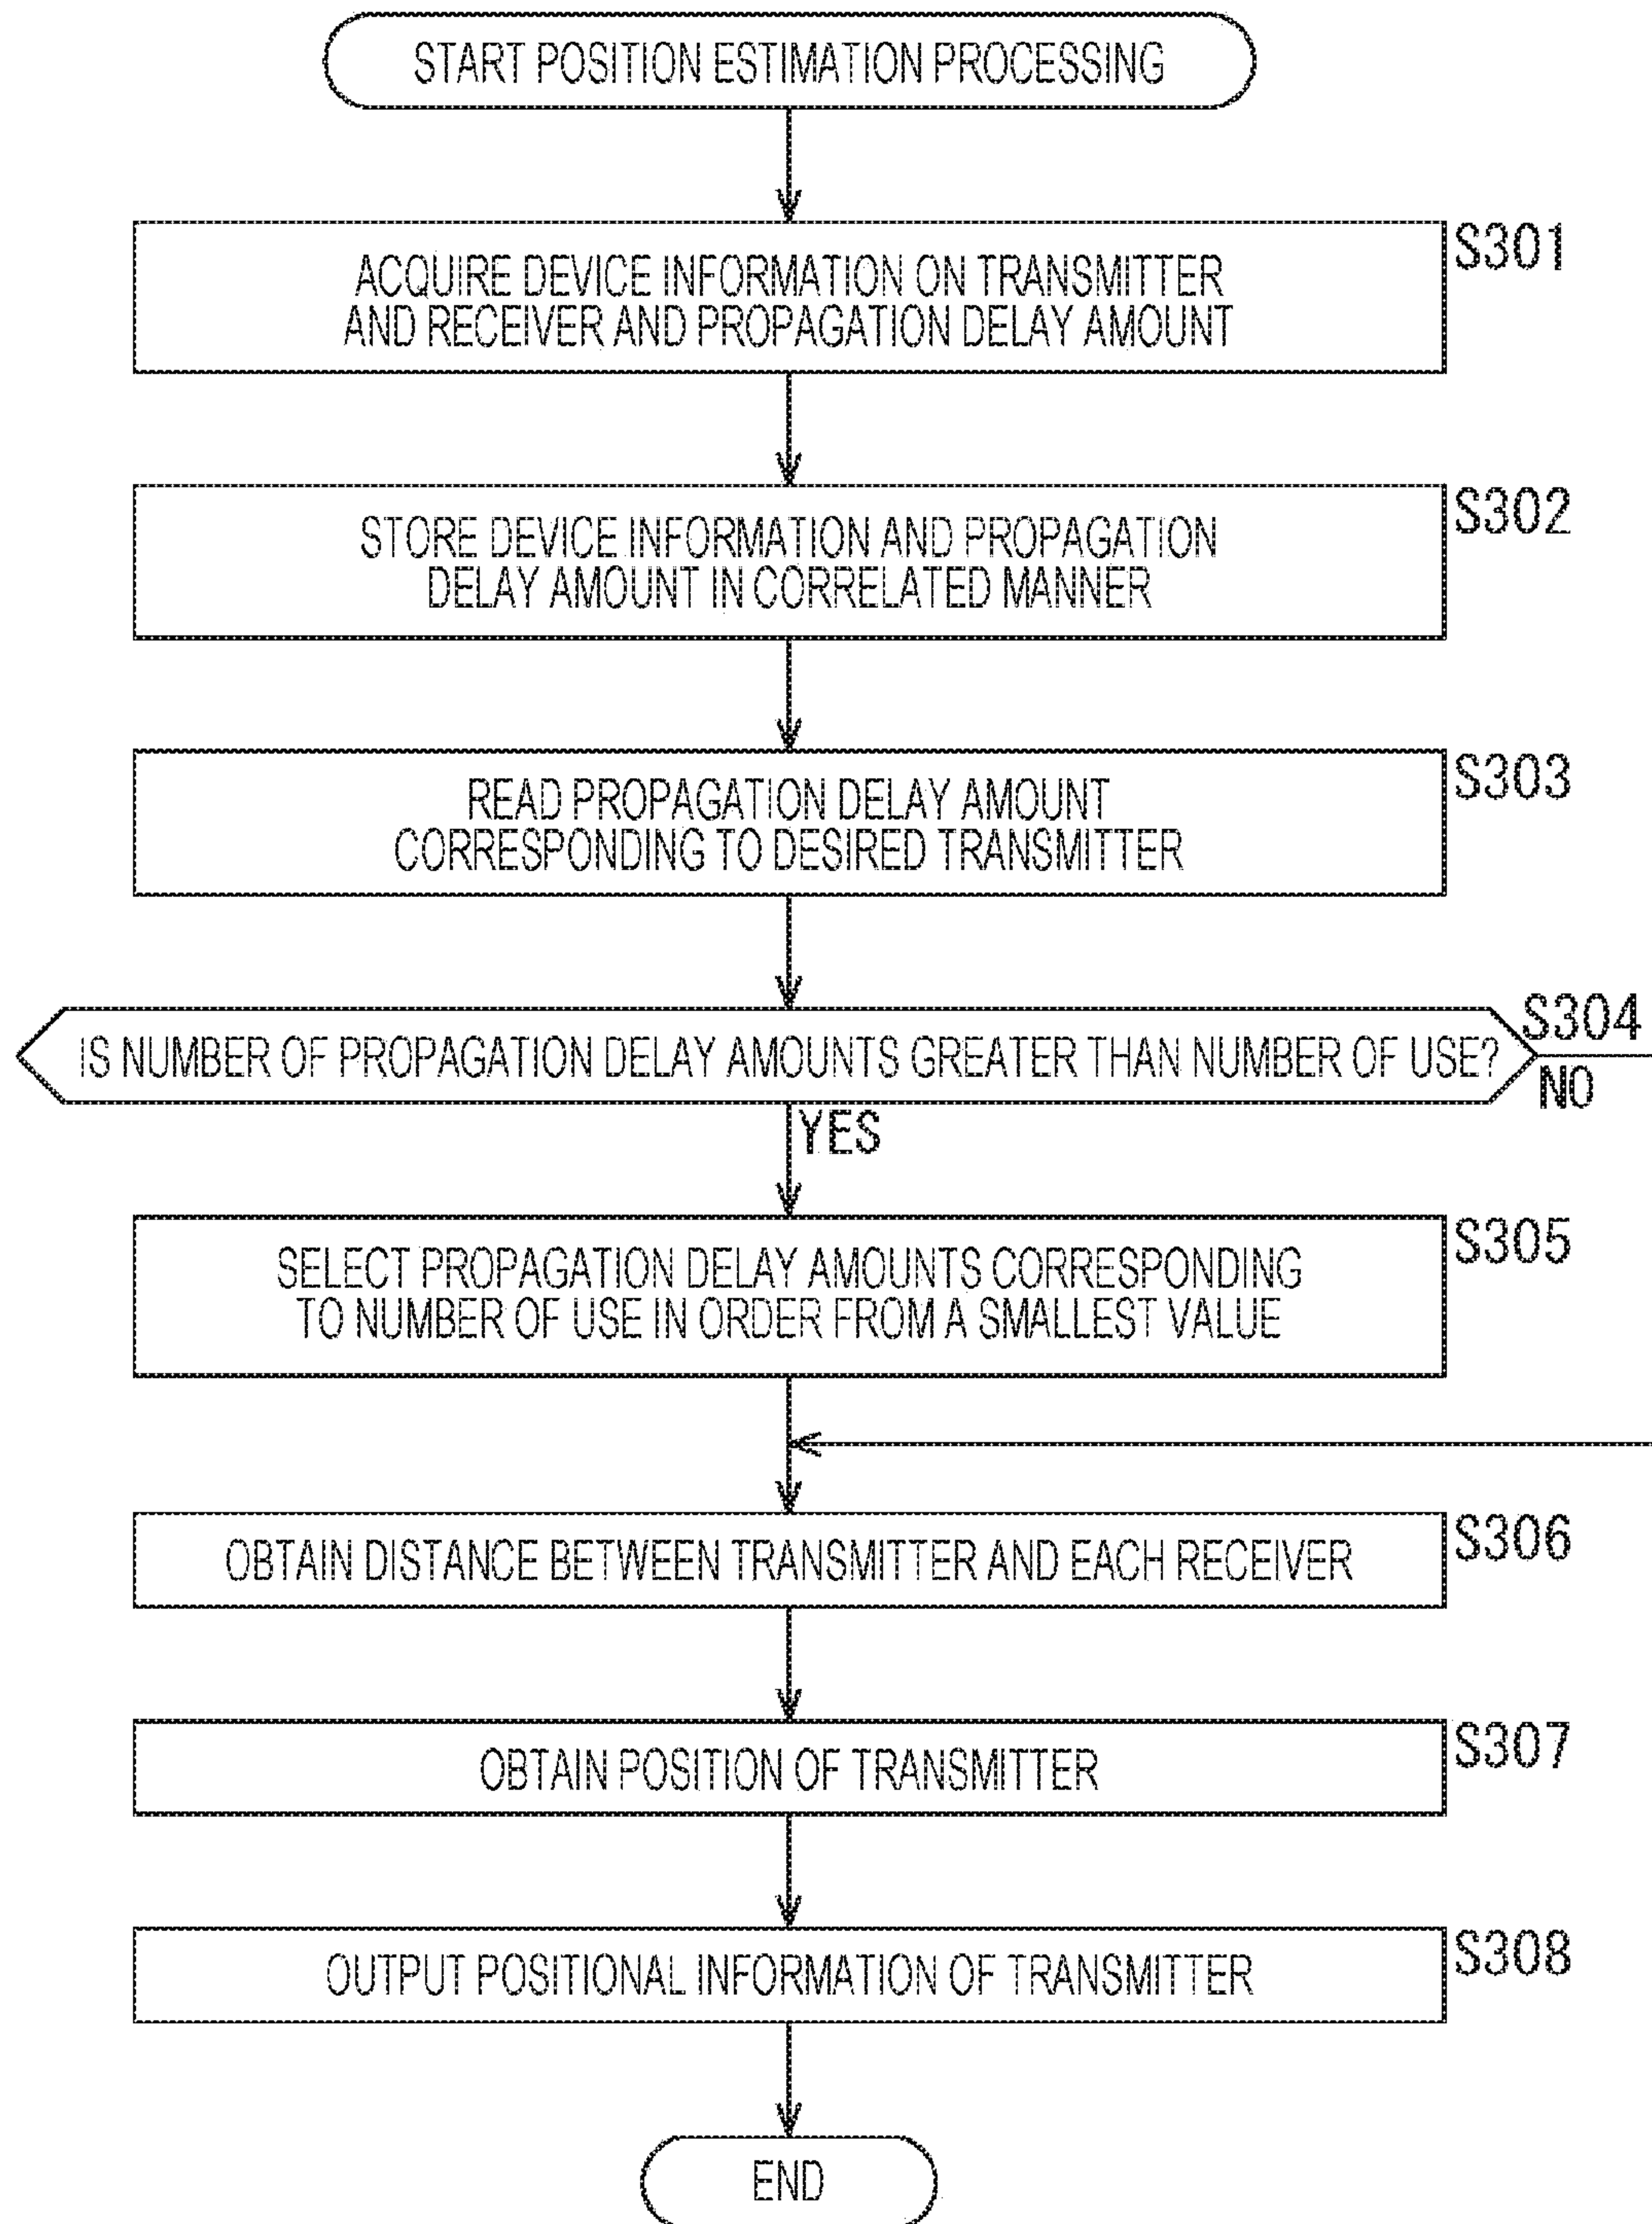 START POSITION ESTIMATION PROCESSING
S301
ACQUIRE DEVICE INFORMATION ON TRANSMITTER
AND RECEIVER AND PROPAGATION DELAY AMOUNT
S302
STORE DEVICE INFORMATION AND PROPAGATION
DELAY AMOUNT IN CORRELATED MANNER
S303
READ PROPAGATION DELAY AMOUNT
CORRESPONDING TO DESIRED TRANSMITTER
S304
IS NUMBER OF PROPAGATION DELAY AMOUNTS GREATER THAN NUMBER OF USE?
NO
YES
S305
SELECT PROPAGATION DELAY AMOUNTS CORRESPONDING
TO NUMBER OF USE IN ORDER FROM A SMALLEST VALUE
S306
OBTAIN DISTANCE BETWEEN TRANSMITTER AND EACH RECEIVER
S307
OBTAIN POSITION OF TRANSMITTER
S308
OUTPUT POSITIONAL INFORMATION OF TRANSMITTER
END